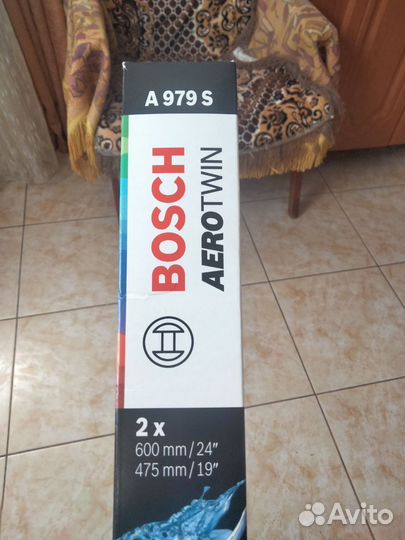 A 979 S
BOSCH
AEROTWIN
2 x
600 mm/24"
475 mm/19"
Avito